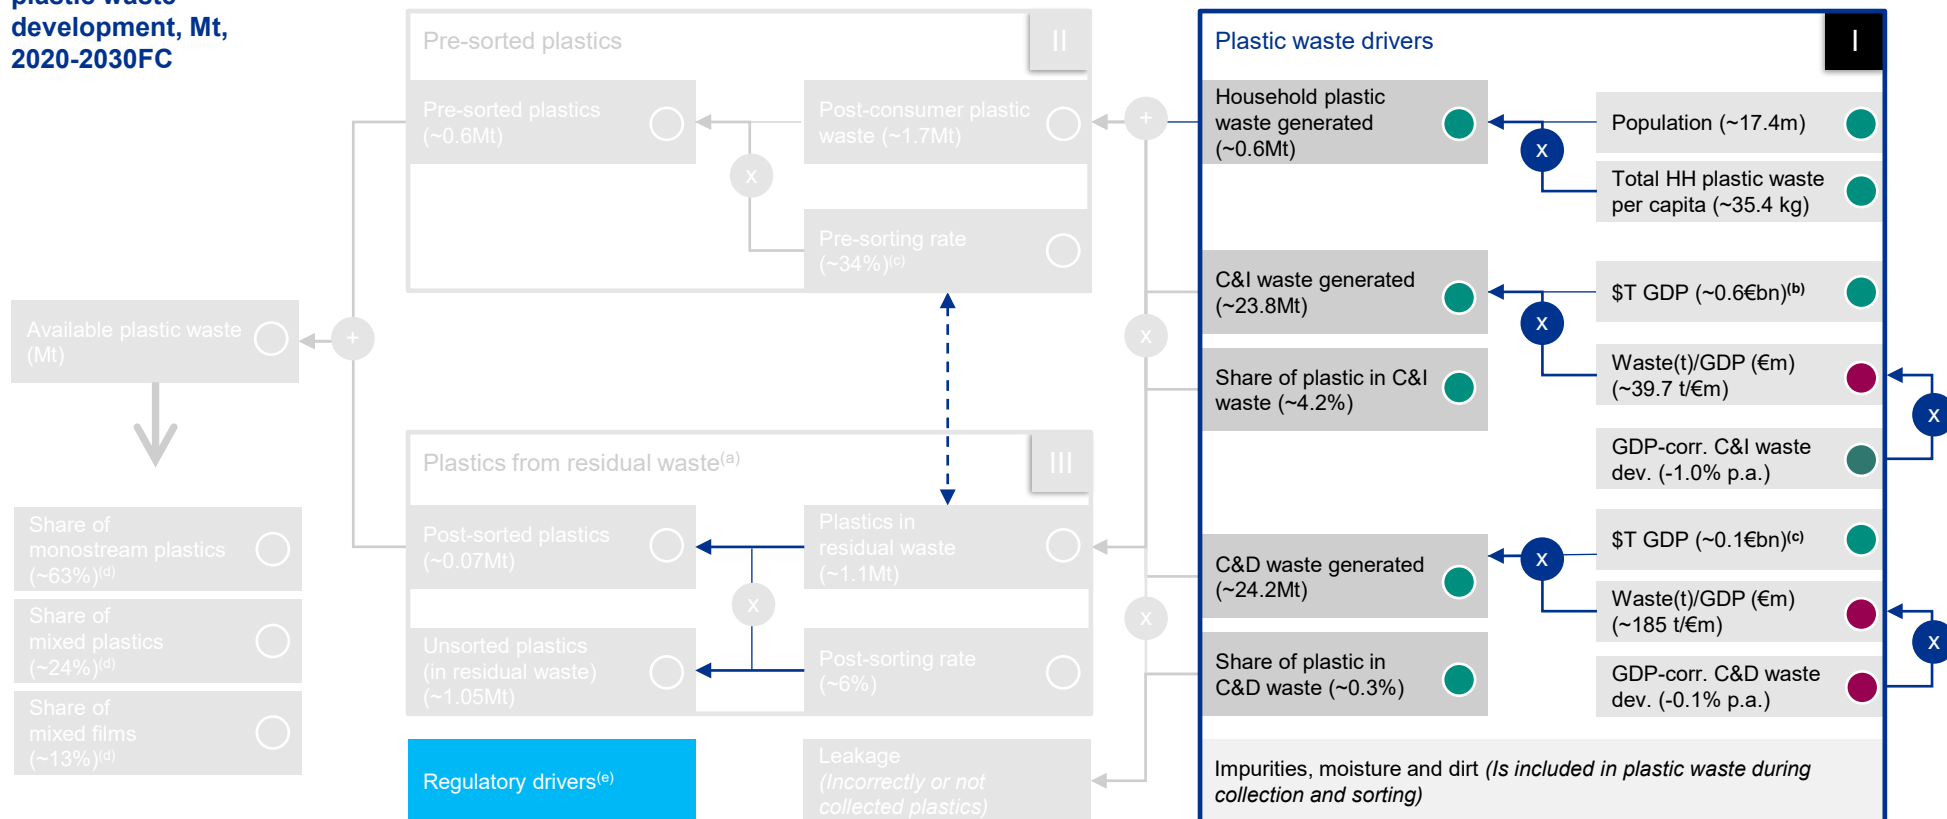 plastic waste
development, Mt,
2020-2030FC
Pre-sorted plastics
II
Pre-sorted plastics
(~0.6Mt)
Post-consumer plastic
waste (~1.7Mt)
x
Pre-sorting rate
(~34%)(c)
Available plastic waste
(Mt)
+
Share of
monostream plastics
(~63%)(d)
Share of
mixed plastics
(~24%)(d)
Share of
mixed films
(~13%)(d)
Plastics from residual waste(a)
III
Post-sorted plastics
(~0.07Mt)
Plastics in
residual waste
(~1.1Mt)
x
Unsorted plastics
(in residual waste)
(~1.05Mt)
Post-sorting rate
(~6%)
Regulatory drivers(e)
Leakage
(Incorrectly or not
collected plastics)
+
x
x
Plastic waste drivers
I
Household plastic
waste generated
(~0.6Mt)
x
Population (~17.4m)
Total HH plastic waste
per capita (~35.4 kg)
C&I waste generated
(~23.8Mt)
x
$T GDP (~0.6€bn)(b)
Share of plastic in C&I
waste (~4.2%)
Waste(t)/GDP (€m)
(~39.7 t/€m)
x
GDP-corr. C&I waste
dev. (-1.0% p.a.)
C&D waste generated
(~24.2Mt)
x
$T GDP (~0.1€bn)(c)
Waste(t)/GDP (€m)
(~185 t/€m)
x
Share of plastic in
C&D waste (~0.3%)
GDP-corr. C&D waste
dev. (-0.1% p.a.)
Impurities, moisture and dirt (Is included in plastic waste during
collection and sorting)